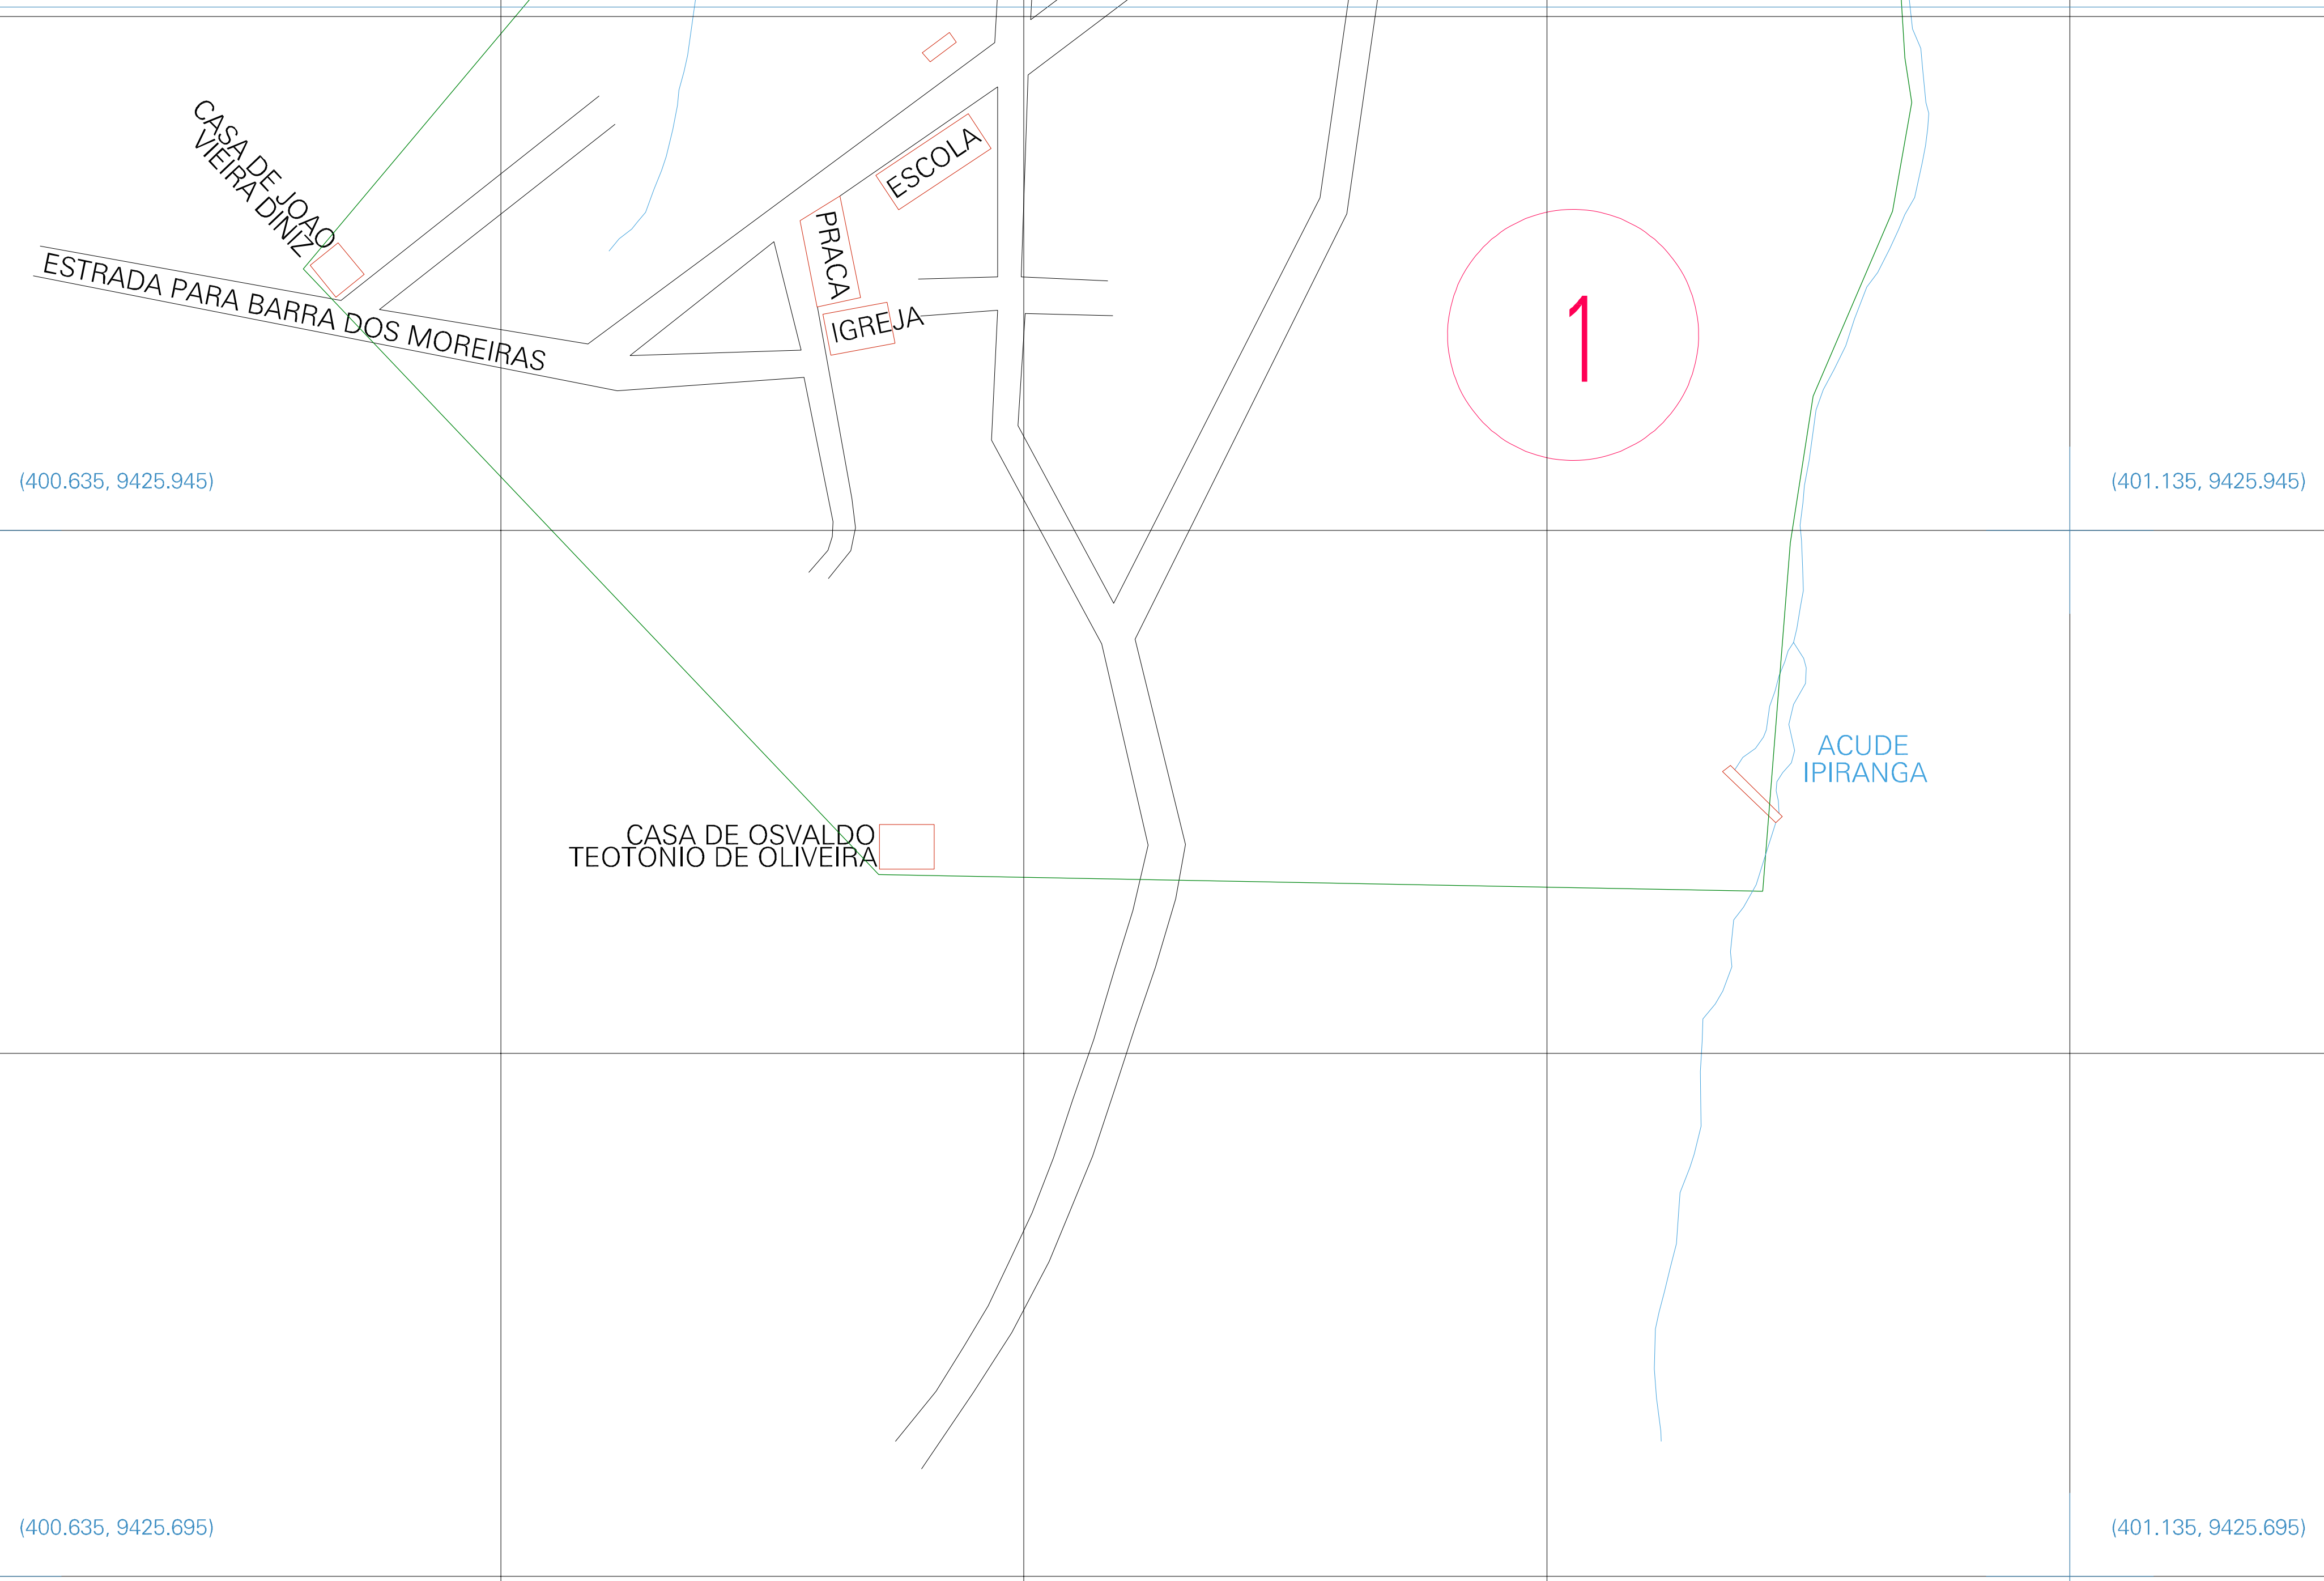 CASA DE JOAO
VIEIRA DINIZ
ESCOLA
PRACA
IGREJA
ESTRADA PARA BARRA DOS MOREIRAS
1
(400.635, 9425.945)
(401.135, 9425.945)
ACUDE
IPIRANGA
CASA DE OSVALDO
TEOTONIO DE OLIVEIRA
(400.635, 9425.695)
(401.135, 9425.695)